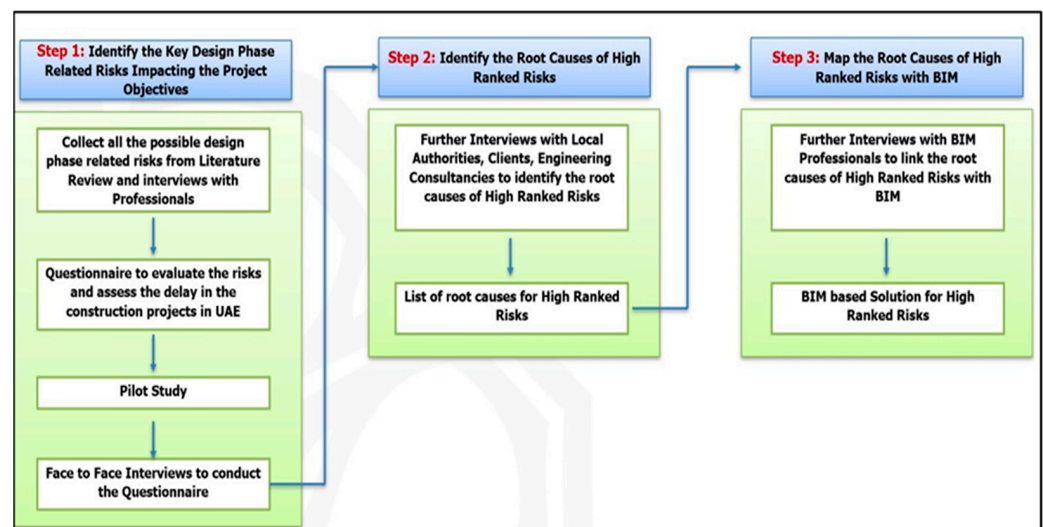 Step 1: Identify the Key Design Phase
Related Risks Impacting the Project
Objectives
Collect all the possible design
phase related risks from Literature
Review and interviews with
Professionals
Questionnaire to evaluate the risks
and assess the delay in the
construction projects in UAE
Pilot Study
Face to Face Interviews to conduct
the Questionnaire
Step 2: Identify the Root Causes of High
Ranked Risks
Further Interviews with Local
Authorities, Clients, Engineering
Consultancies to identify the root
causes of High Ranked Risks
List of root causes for High Ranked
Risks
Step 3: Map the Root Causes of High
Ranked Risks with BIM
Further Interviews with BIM
Professionals to link the root
causes of High Ranked Risks with
BIM
BIM based Solution for High
Ranked Risks